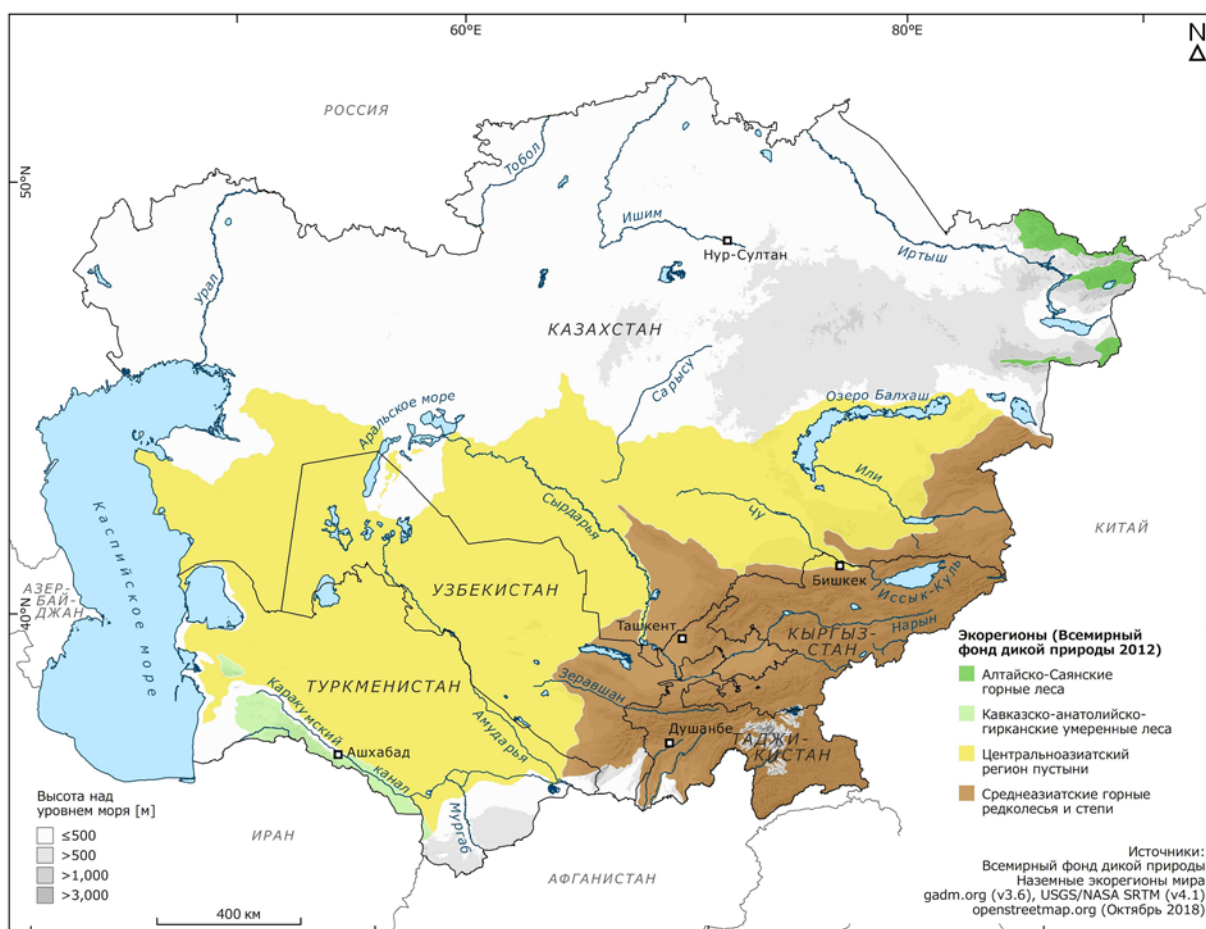 60°E
80°E
N
РОССИЯ
50°N
Тобол
Ишим
Нур-Султан
Иртыш
Урал
КАЗАХСТАН
Сарысу
Озеро Балхаш
Аральское море
Или
Сырдарья
Чу
КИТАЙ
Каспийское море
АЗЕР-
БАЙ-
ДЖАН
40°N
УЗБЕКИСТАН
Бишкек
Иссык-Куль
Ташкент
КЫРГЫЗ-
СТАН
Нарын
ТУРКМЕНИСТАН
Зеравшан
Каракумский
канал
Амударья
Душанбе
ТАДЖИ-
КИСТАН
Ашхабад
Мургаб
ИРАН
АФГАНИСТАН
Экорегионы (Всемирный
фонд дикой природы 2012)
Алтайско-Саянские
горные леса
Кавказско-анатолийско-
гирканские умеренные леса
Центральноазиатский
регион пустыни
Среднеазиатские горные
редколесья и степи
Высота над
уровнем моря [м]
≤500
>500
>1,000
>3,000
400 км
Источники:
Всемирный фонд дикой природы
Наземные экорегионы мира
gadm.org (v3.6), USGS/NASA SRTM (v4.1)
openstreetmap.org (Октябрь 2018)